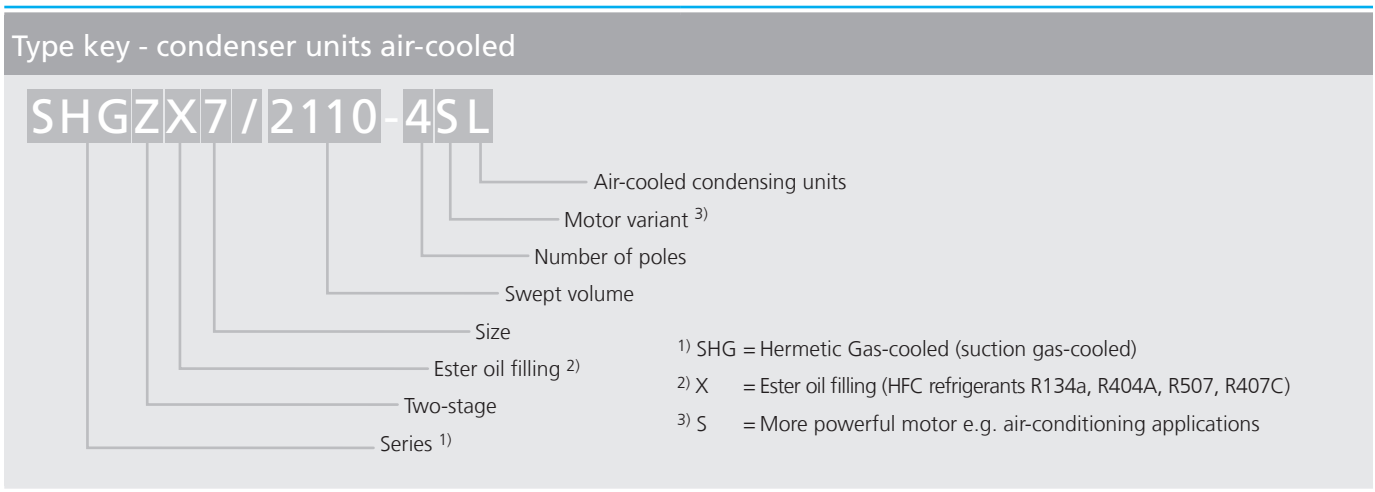 Type key - condenser units air-cooled
SHGZX7/2110-4SL
Air-cooled condensing units
Motor variant 3)
Number of poles
Swept volume
Size
Ester oil filling 2)
Two-stage
Series 1)
1) SHG = Hermetic Gas-cooled (suction gas-cooled)
2) X = Ester oil filling (HFC refrigerants R134a, R404A, R507, R407C)
3) S = More powerful motor e.g. air-conditioning applications